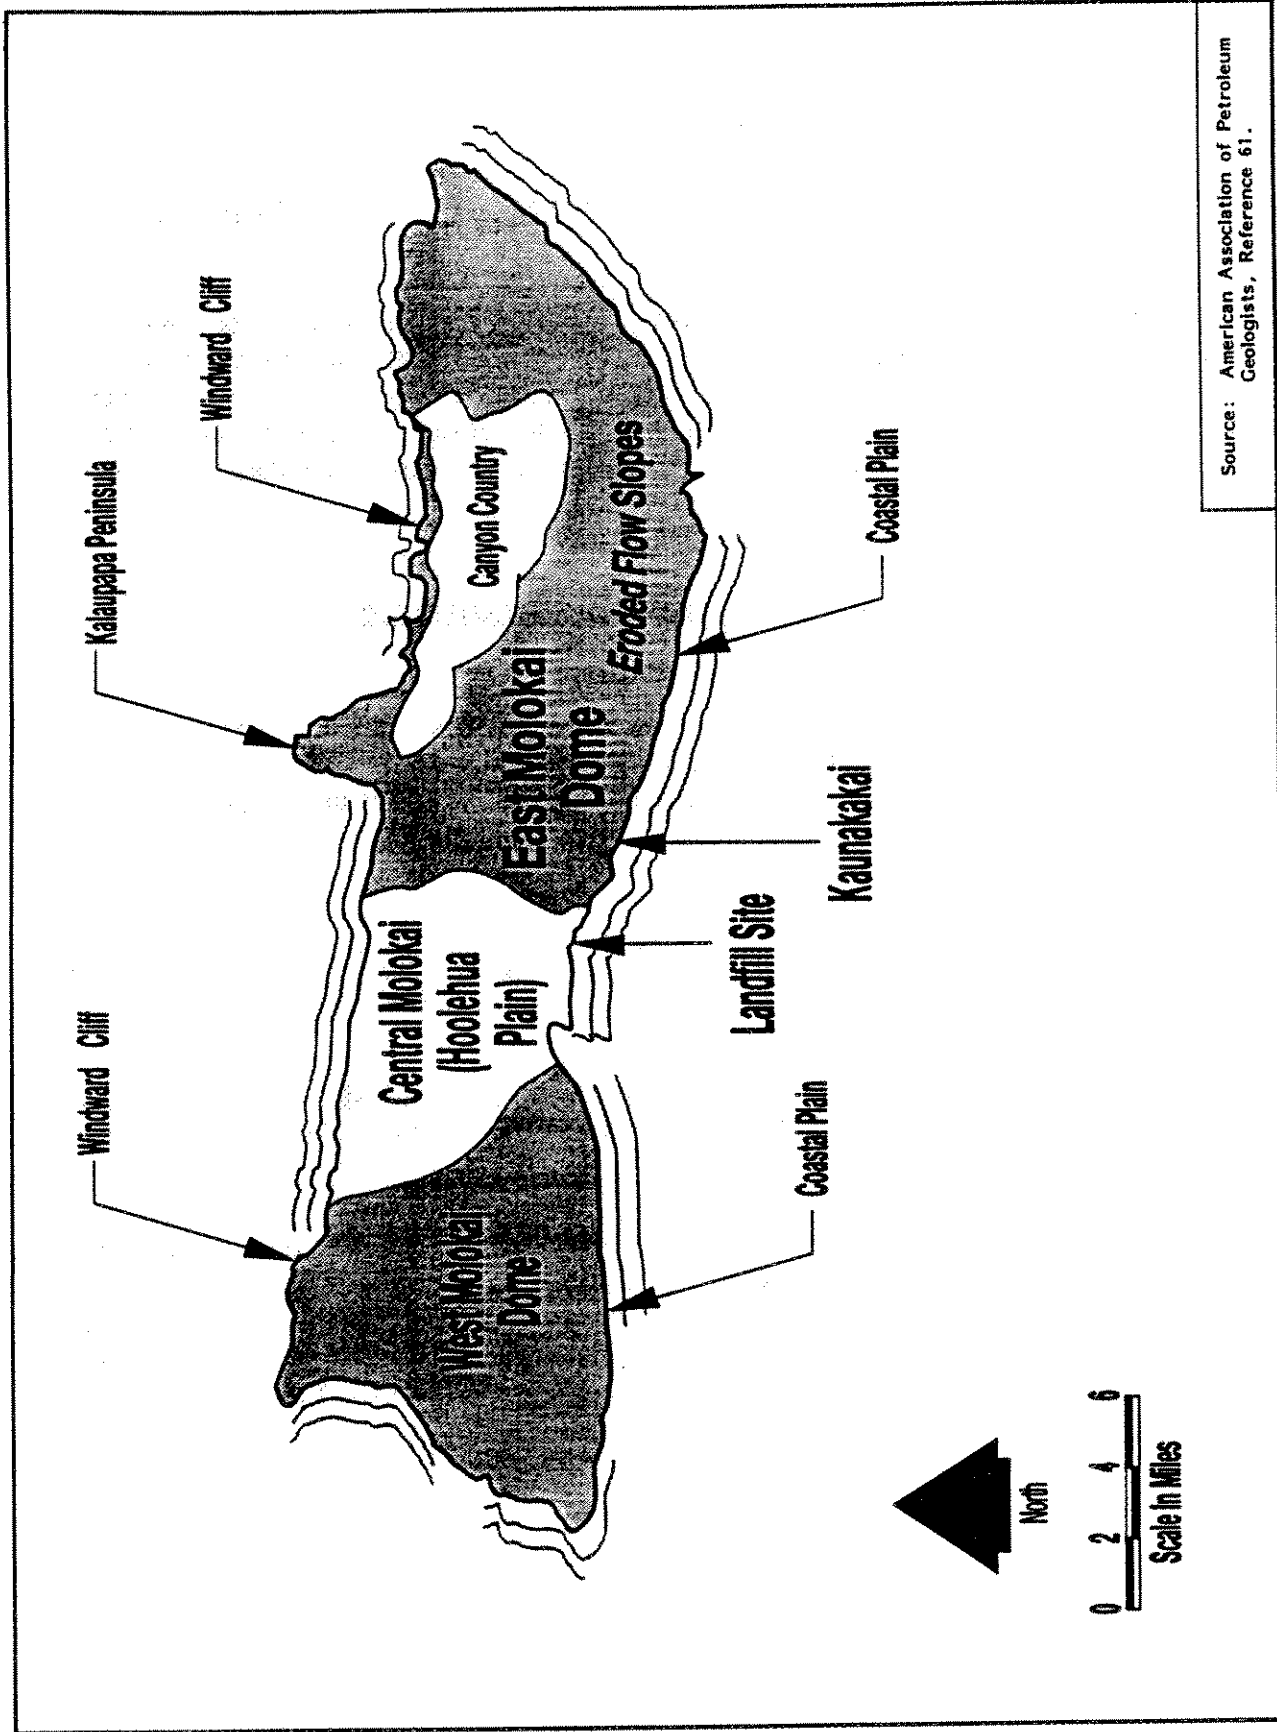 Windward Cliff
Kalaupapa Peninsula
Windward Cliff
Central Molokai
(Hoolehua
Plain)
Canyon Country
West Molokai
Dome
East Molokai
Dome
Eroded Flow Slopes
Coastal Plain
Landfill Site
Kaunakakai
Coastal Plain
North
0 2 4 6
Scale In Miles
Source: American Association of Petroleum
Geologists, Reference 61.